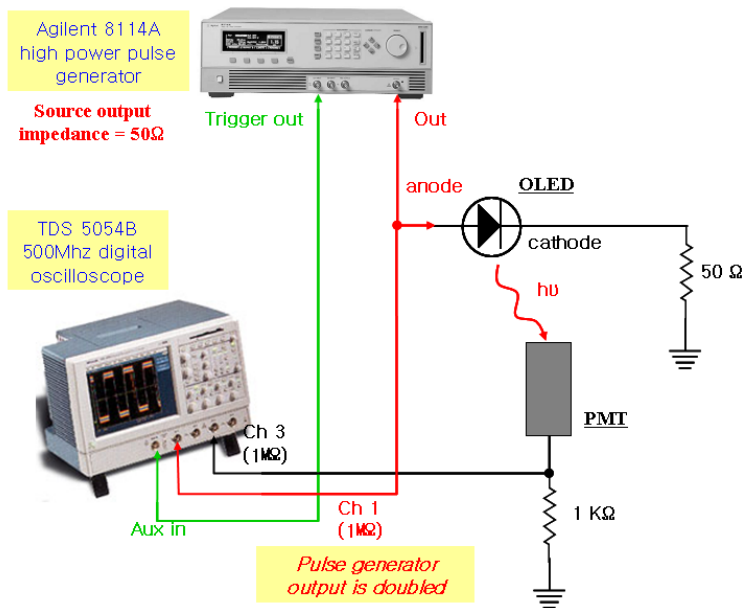 Agilent 8114A
high power pulse
generator
Source output
impedance = 50Ω
Trigger out
Out
anode
OLED
cathode
TDS 5054B
500Mhz digital
oscilloscope
50 Ω
hυ
PMT
Ch 3
(1MΩ)
Ch 1
(1MΩ)
Aux in
1 KΩ
Pulse generator
output is doubled